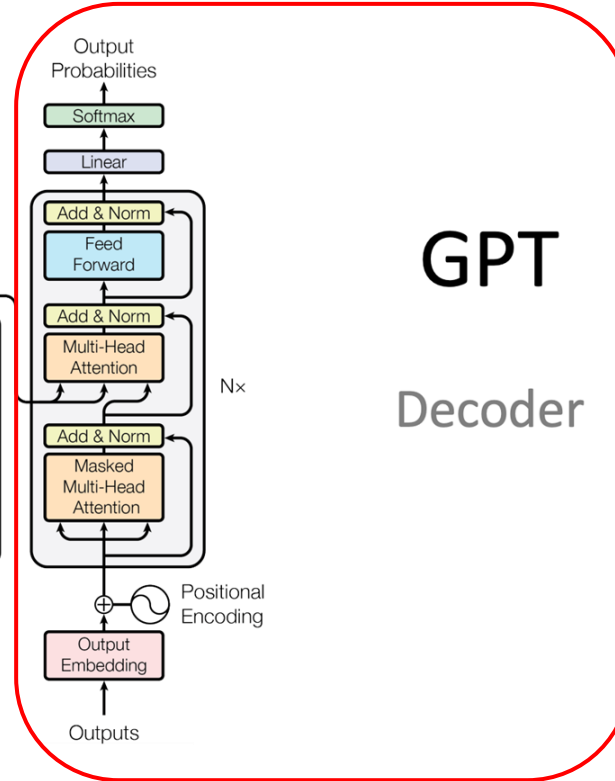 Output
Probabilities
Softmax
Linear
Add & Norm
Feed
Forward
Add & Norm
Multi-Head
Attention
Nx
Add & Norm
Masked
Multi-Head
Attention
Positional
Encoding
Output
Embedding
Outputs
GPT
Decoder